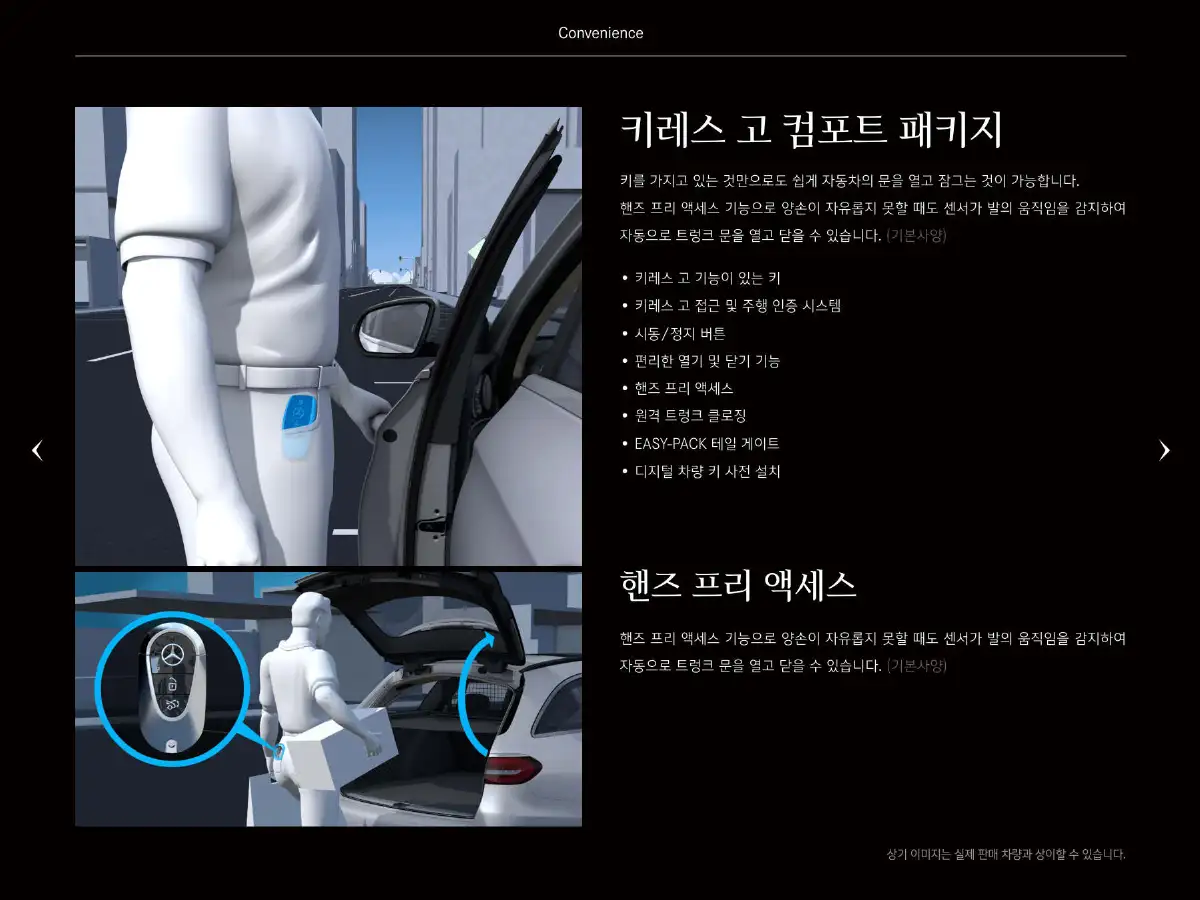 Convenience
키레스 고 컴포트 패키지
키를 가지고 있는 것만으로도 쉽게 자동차의 문을 열고 잠그는 것이 가능합니다.
핸즈 프리 액세스 기능으로 양손이 자유롭지 못할 때도 센서가 발의 움직임을 감지하여
자동으로 트렁크 문을 열고 닫을 수 있습니다. (기본사양)
• 키레스 고 기능이 있는 키
• 키레스 고 접근 및 주행 인증 시스템
• 시동/정지 버튼
• 편리한 열기 및 닫기 기능
• 핸즈 프리 액세스
• 원격 트렁크 클로징
• EASY-PACK 테일 게이트
• 디지털 차량 키 사전 설치
핸즈 프리 액세스
핸즈 프리 액세스 기능으로 양손이 자유롭지 못할 때도 센서가 발의 움직임을 감지하여
자동으로 트렁크 문을 열고 닫을 수 있습니다. (기본사양)
상기 이미지는 실제 판매 차량과 상이할 수 있습니다.